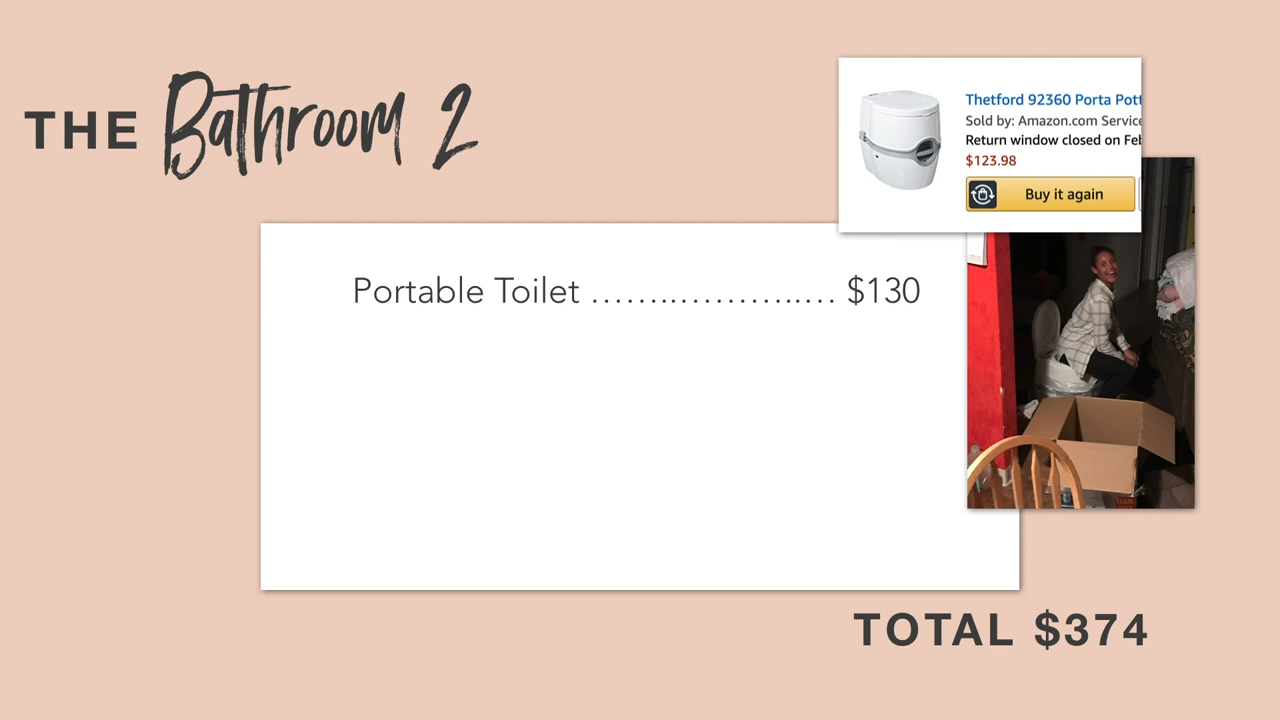 THE Bathroom 2
Thetford 92360 Porta Pott
Sold by: Amazon.com Service
Return window closed on Feb
$123.98
Buy it again
Portable Toilet ..................... $130
TOTAL $374